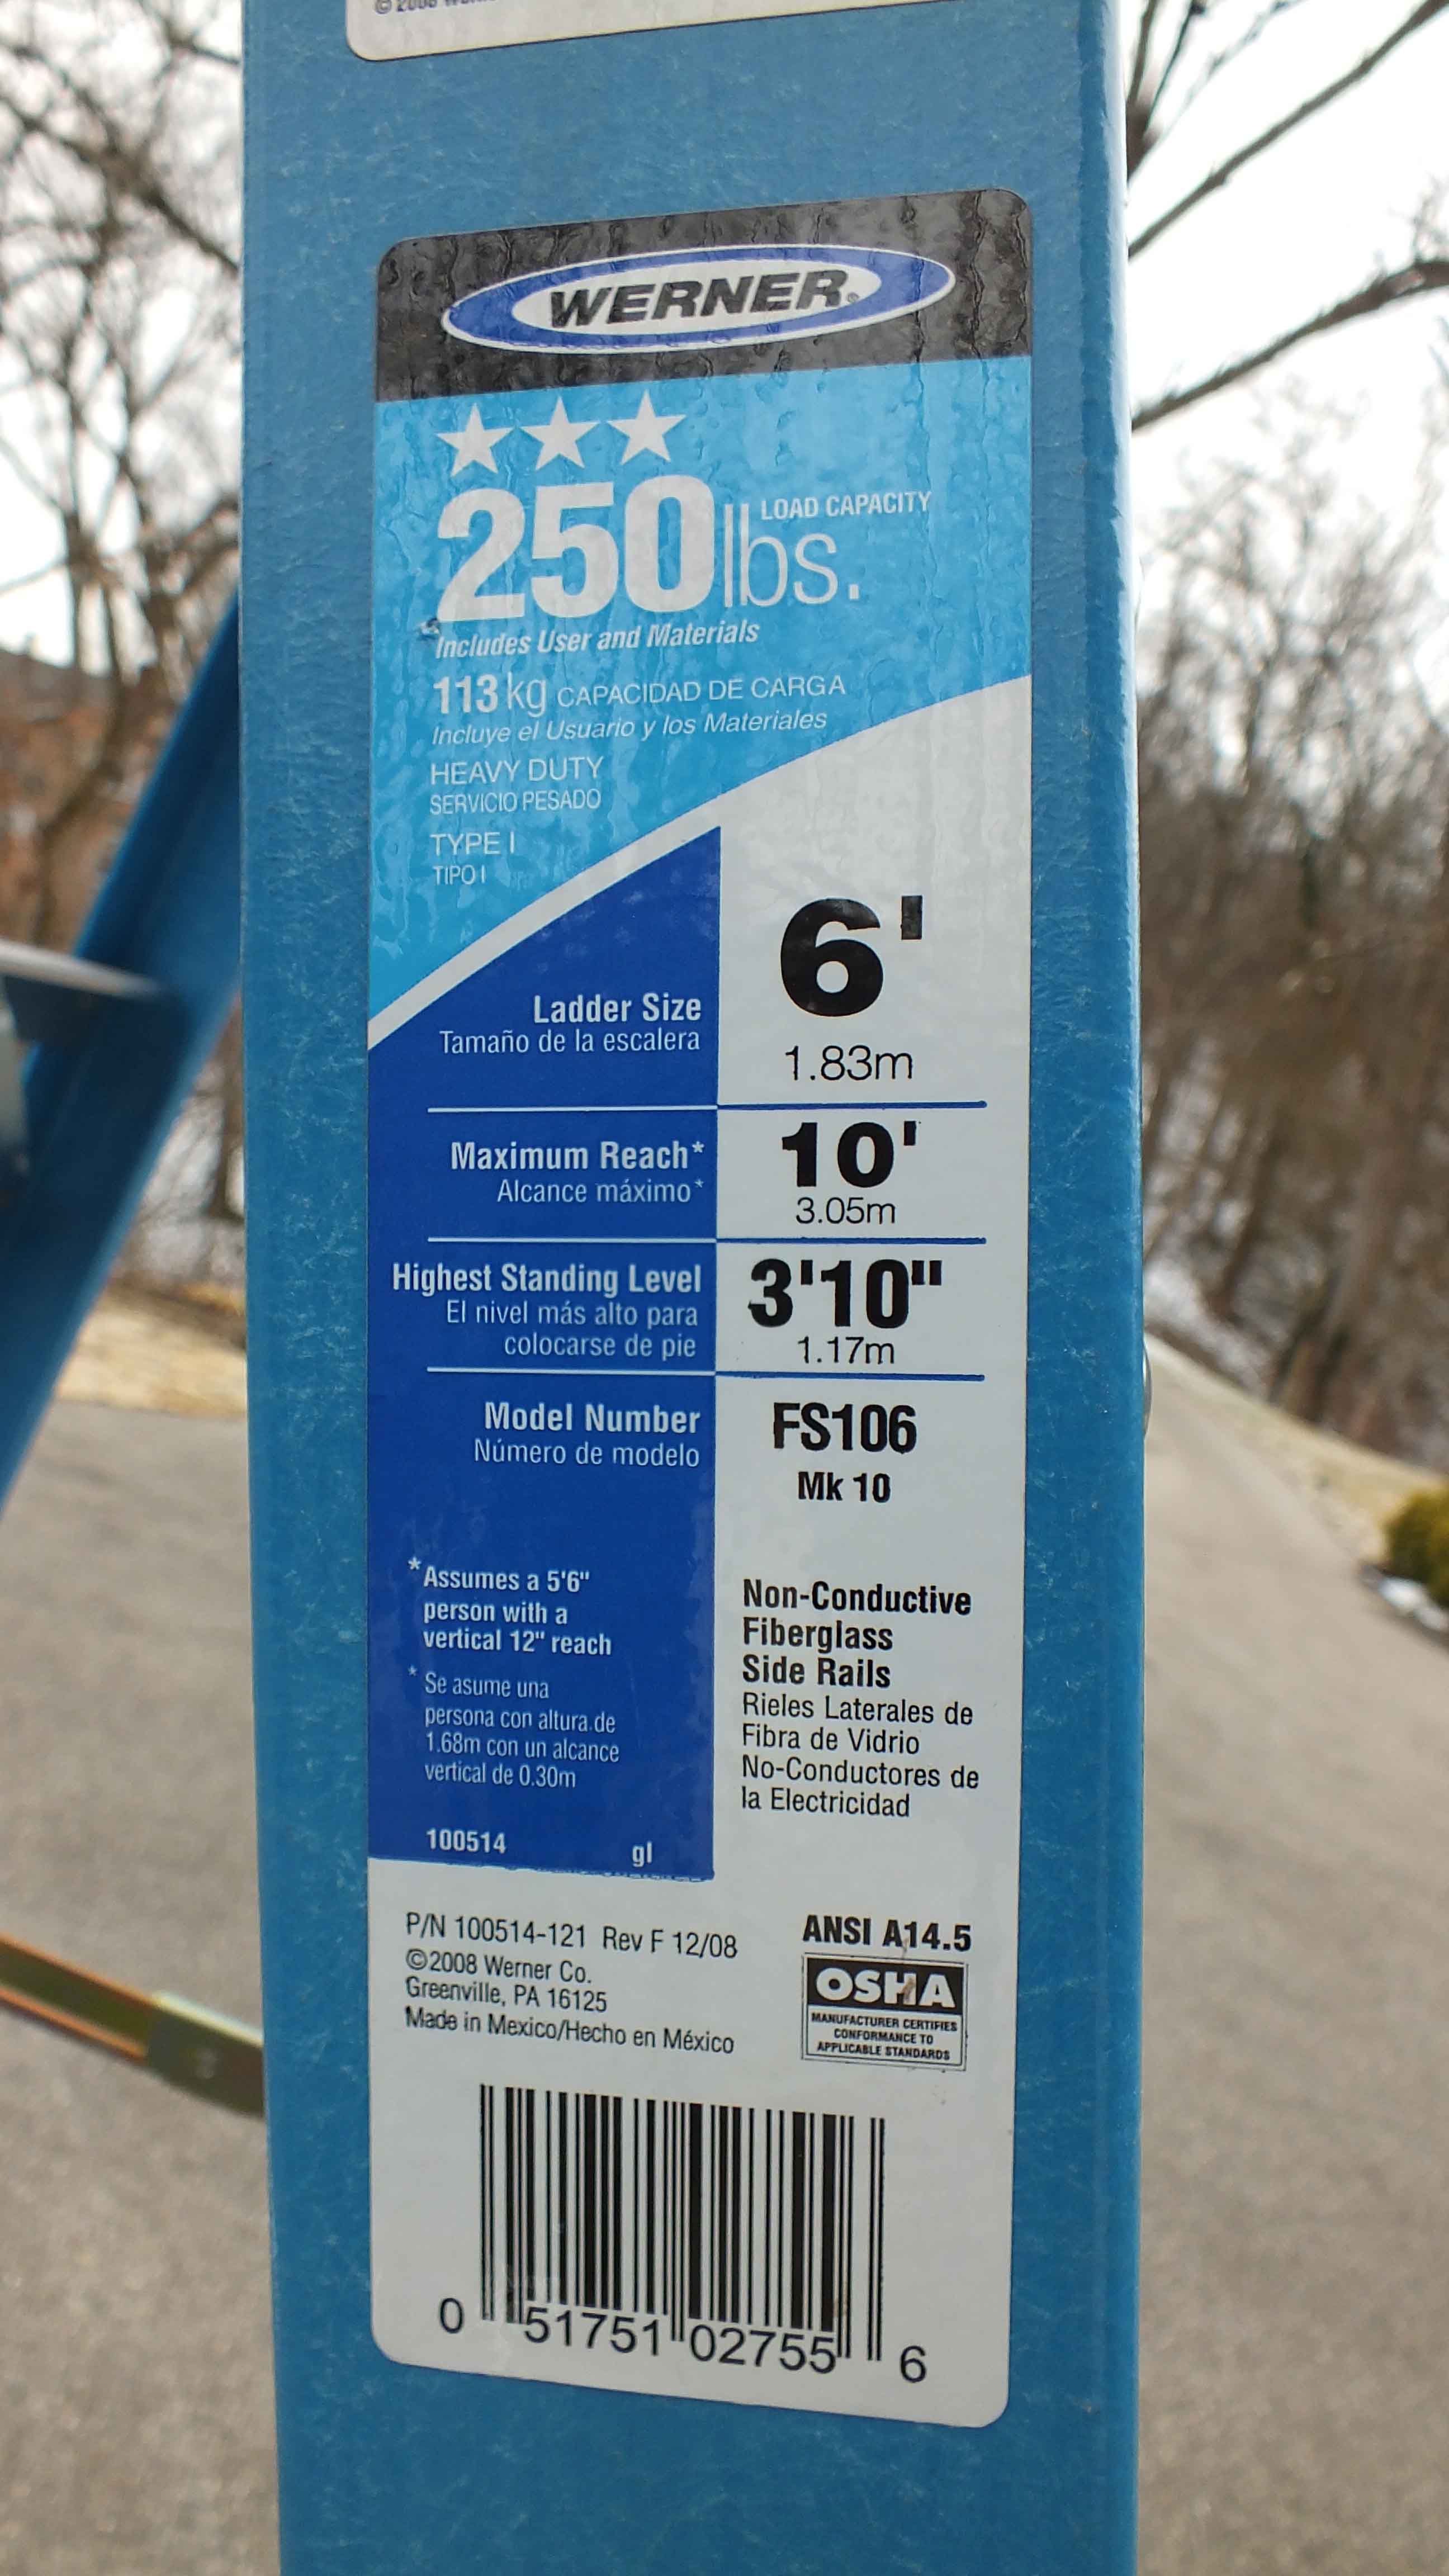 © 2008
WERNER®
250 lbs.
LOAD CAPACITY
Includes User and Materials
113 kg CAPACIDAD DE CARGA
Incluye el Usuario y los Materiales
HEAVY DUTY
SERVICIO PESADO
TYPE I
TIPO I
Ladder Size
Tamaño de la escalera
6'
1.83m
Maximum Reach*
Alcance máximo*
10'
3.05m
Highest Standing Level
El nivel más alto para
colocarse de pie
3'10"
1.17m
Model Number
Número de modelo
FS106
Mk 10
*Assumes a 5'6"
person with a
vertical 12" reach
* Se asume una
persona con altura de
1.68m con un alcance
vertical de 0.30m
100514 gl
Non-Conductive
Fiberglass
Side Rails
Rieles Laterales de
Fibra de Vidrio
No-Conductores de
la Electricidad
P/N 100514-121 Rev F 12/08
©2008 Werner Co.
Greenville, PA 16125
Made in Mexico/Hecho en México
ANSI A14.5
OSHA
MANUFACTURER CERTIFIES
CONFORMANCE TO
APPLICABLE STANDARDS
0 51751 02755 6